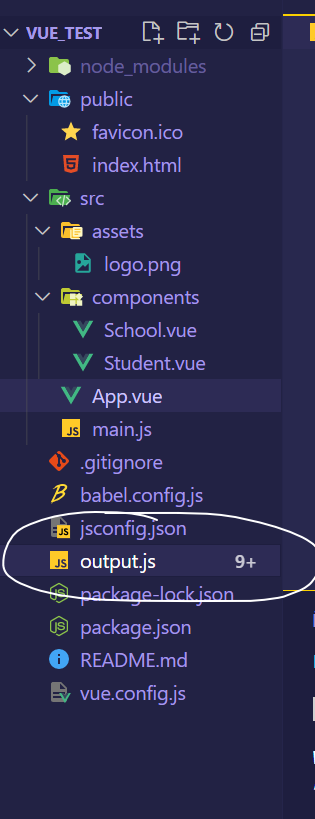 VUE_TEST
node_modules
public
favicon.ico
index.html
src
assets
logo.png
components
School.vue
Student.vue
App.vue
main.js
.gitignore
babel.config.js
jsconfig.json
output.js 9+
package-lock.json
package.json
README.md
vue.config.js